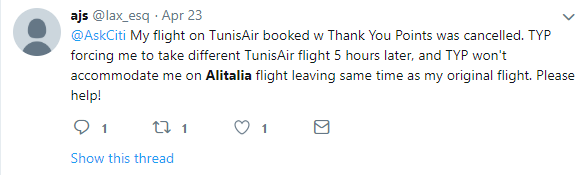 ajs @lax_esq · Apr 23
@AskCiti My flight on TunisAir booked w Thank You Points was cancelled. TYP
forcing me to take different TunisAir flight 5 hours later, and TYP won't
accommodate me on Alitalia flight leaving same time as my original flight. Please
help!
1 1 1
Show this thread